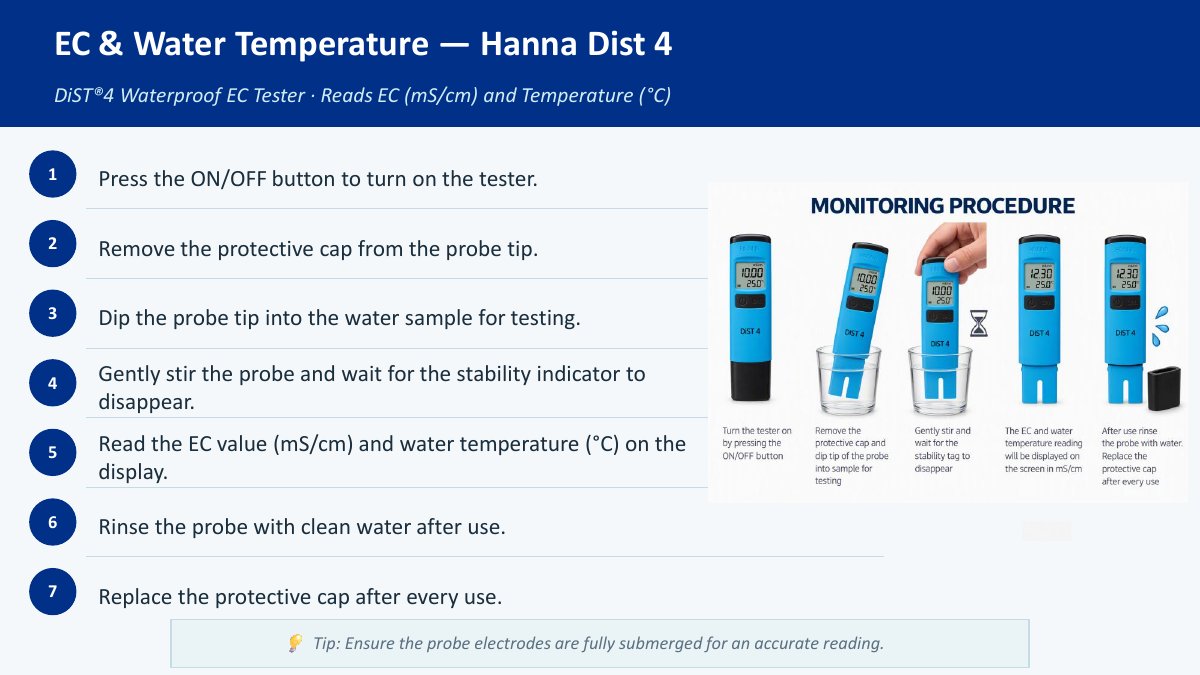 EC & Water Temperature — Hanna Dist 4
DiST®4 Waterproof EC Tester · Reads EC (mS/cm) and Temperature (°C)
1
Press the ON/OFF button to turn on the tester.
2
Remove the protective cap from the probe tip.
3
Dip the probe tip into the water sample for testing.
4
Gently stir the probe and wait for the stability indicator to
disappear.
5
Read the EC value (mS/cm) and water temperature (°C) on the
display.
6
Rinse the probe with clean water after use.
7
Replace the protective cap after every use.
MONITORING PROCEDURE
10.00
25.0°
DiST 4
10.00
25.0°
DiST 4
10.00
25.0°
DIST 4
12.30
25.0°
DiST 4
12.30
25.0°
DiST 4
Turn the tester on
by pressing the
ON/OFF button
Remove the
protective cap and
dip tip of the probe
into sample for
testing
Gently stir and
wait for the
stability tag to
disappear
The EC and water
temperature reading
will be displayed on
the screen in mS/cm
After use rinse
the probe with water.
Replace the
protective cap
after every use
Tip: Ensure the probe electrodes are fully submerged for an accurate reading.